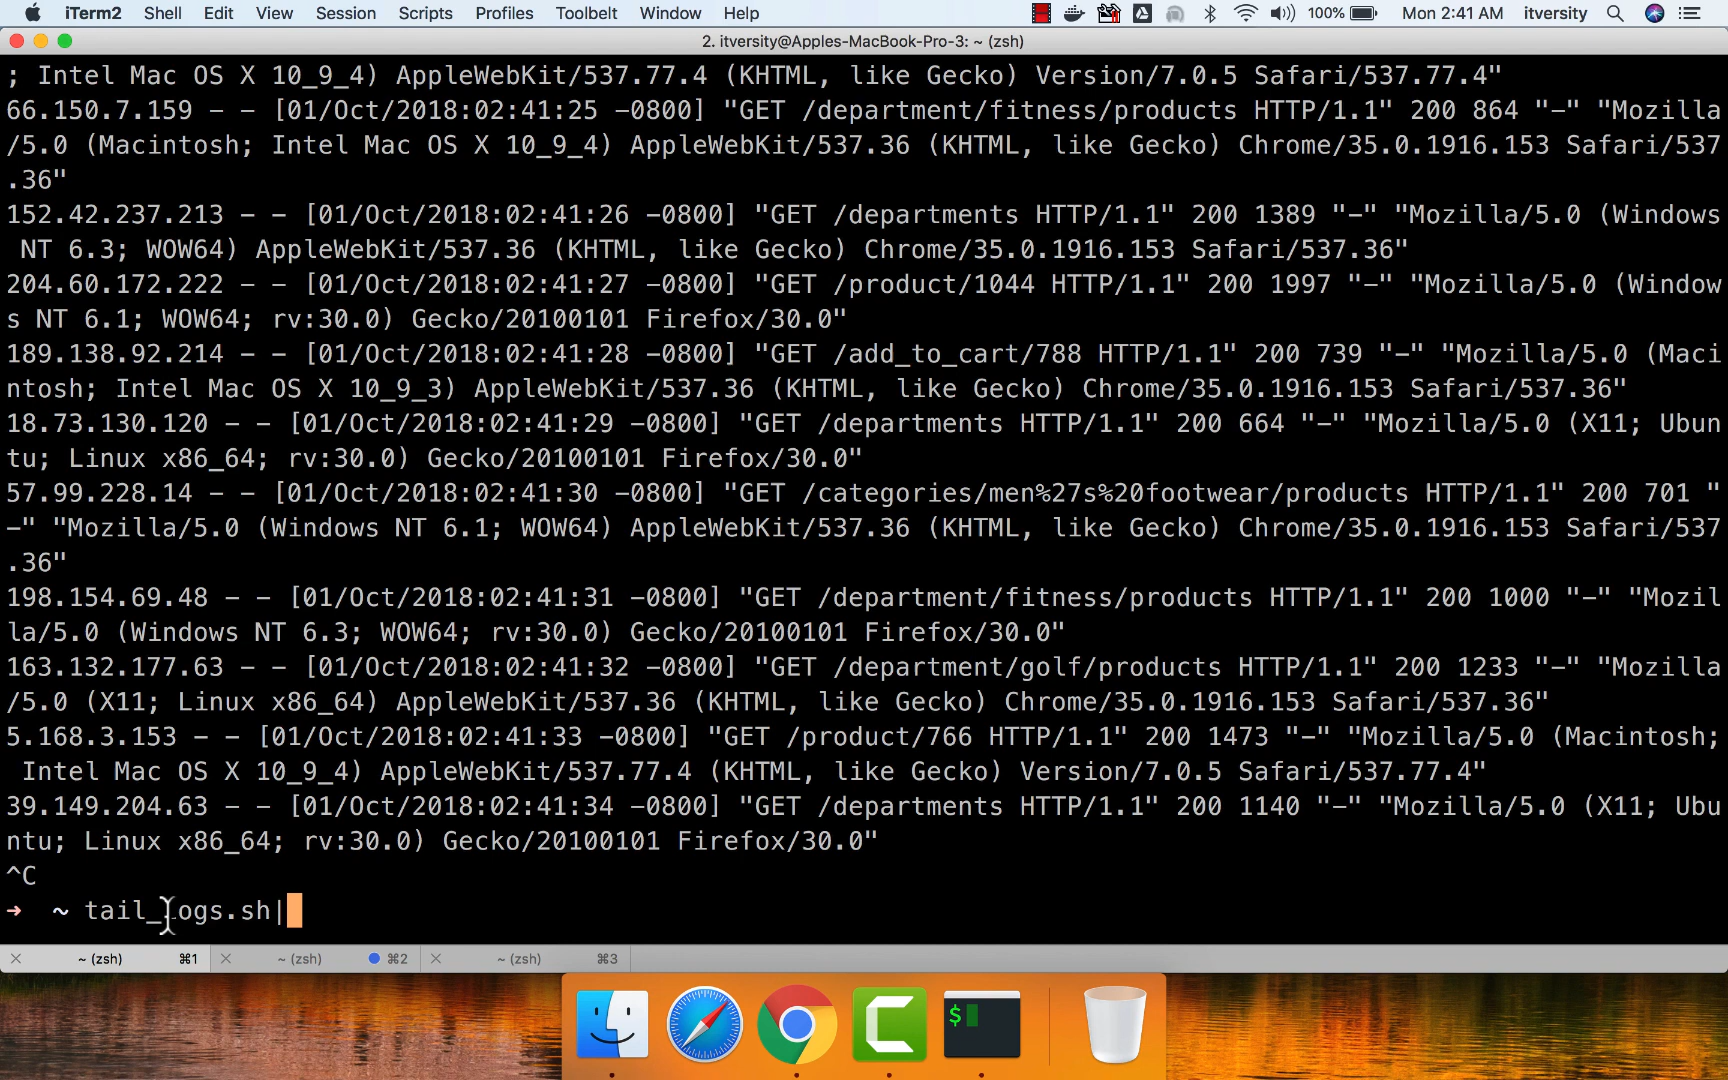 iTerm2 Shell Edit View Session Scripts Profiles Toolbelt Window Help 100% Mon 2:41 AM itversity
2. itversity@Apples-MacBook-Pro-3: ~ (zsh)
; Intel Mac OS X 10_9_4) AppleWebKit/537.77.4 (KHTML, like Gecko) Version/7.0.5 Safari/537.77.4"
66.150.7.159 - - [01/Oct/2018:02:41:25 -0800] "GET /department/fitness/products HTTP/1.1" 200 864 "-" "Mozilla
/5.0 (Macintosh; Intel Mac OS X 10_9_4) AppleWebKit/537.36 (KHTML, like Gecko) Chrome/35.0.1916.153 Safari/537
.36"
152.42.237.213 - - [01/Oct/2018:02:41:26 -0800] "GET /departments HTTP/1.1" 200 1389 "-" "Mozilla/5.0 (Windows
NT 6.3; WOW64) AppleWebKit/537.36 (KHTML, like Gecko) Chrome/35.0.1916.153 Safari/537.36"
204.60.172.222 - - [01/Oct/2018:02:41:27 -0800] "GET /product/1044 HTTP/1.1" 200 1997 "-" "Mozilla/5.0 (Window
s NT 6.1; WOW64; rv:30.0) Gecko/20100101 Firefox/30.0"
189.138.92.214 - - [01/Oct/2018:02:41:28 -0800] "GET /add_to_cart/788 HTTP/1.1" 200 739 "-" "Mozilla/5.0 (Maci
ntosh; Intel Mac OS X 10_9_3) AppleWebKit/537.36 (KHTML, like Gecko) Chrome/35.0.1916.153 Safari/537.36"
18.73.130.120 - - [01/Oct/2018:02:41:29 -0800] "GET /departments HTTP/1.1" 200 664 "-" "Mozilla/5.0 (X11; Ubun
tu; Linux x86_64; rv:30.0) Gecko/20100101 Firefox/30.0"
57.99.228.14 - - [01/Oct/2018:02:41:30 -0800] "GET /categories/men%27s%20footwear/products HTTP/1.1" 200 701 "
-" "Mozilla/5.0 (Windows NT 6.1; WOW64) AppleWebKit/537.36 (KHTML, like Gecko) Chrome/35.0.1916.153 Safari/537
.36"
198.154.69.48 - - [01/Oct/2018:02:41:31 -0800] "GET /department/fitness/products HTTP/1.1" 200 1000 "-" "Mozil
la/5.0 (Windows NT 6.3; WOW64; rv:30.0) Gecko/20100101 Firefox/30.0"
163.132.177.63 - - [01/Oct/2018:02:41:32 -0800] "GET /department/golf/products HTTP/1.1" 200 1233 "-" "Mozilla
/5.0 (X11; Linux x86_64) AppleWebKit/537.36 (KHTML, like Gecko) Chrome/35.0.1916.153 Safari/537.36"
5.168.3.153 - - [01/Oct/2018:02:41:33 -0800] "GET /product/766 HTTP/1.1" 200 1473 "-" "Mozilla/5.0 (Macintosh;
Intel Mac OS X 10_9_4) AppleWebKit/537.77.4 (KHTML, like Gecko) Version/7.0.5 Safari/537.77.4"
39.149.204.63 - - [01/Oct/2018:02:41:34 -0800] "GET /departments HTTP/1.1" 200 1140 "-" "Mozilla/5.0 (X11; Ubu
ntu; Linux x86_64; rv:30.0) Gecko/20100101 Firefox/30.0"
^C
➜ ~ tail_logs.sh|
~ (zsh) ⌘1 ~ (zsh) ⌘2 ~ (zsh) ⌘3
$